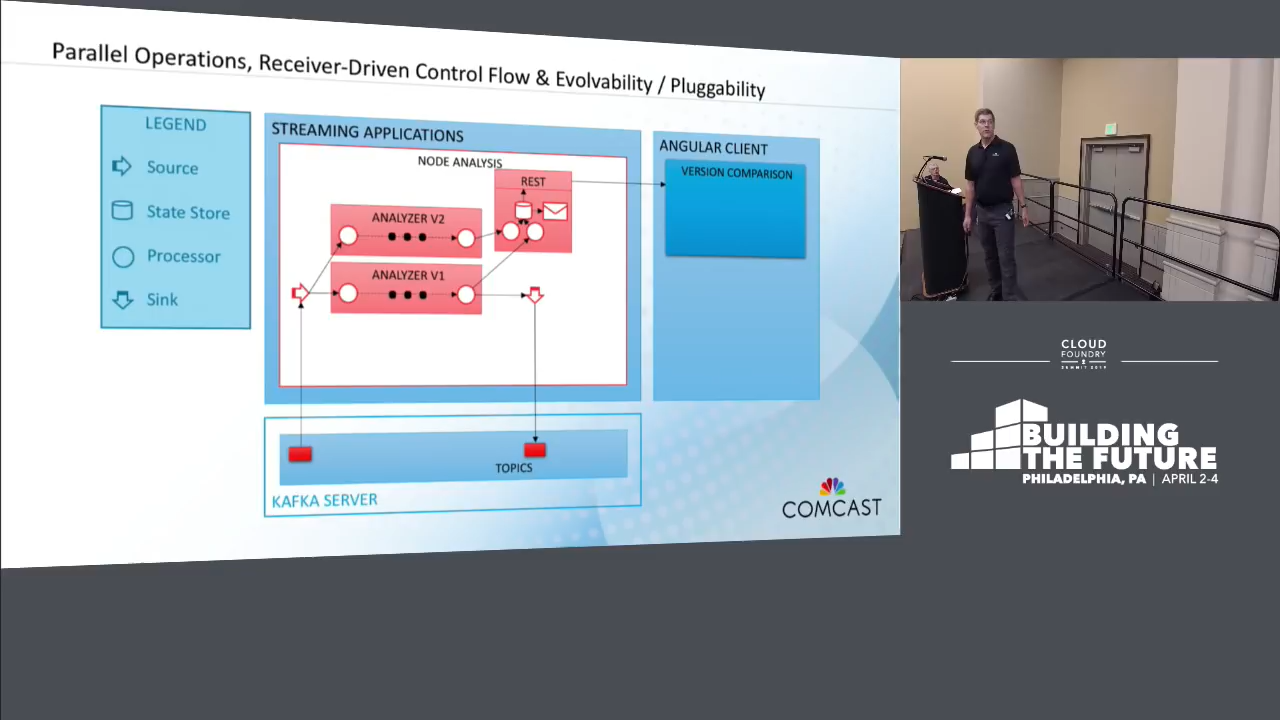 Parallel Operations, Receiver-Driven Control Flow & Evolvability / Pluggability
LEGEND
Source
State Store
Processor
Sink
STREAMING APPLICATIONS
NODE ANALYSIS
REST
ANALYZER V2
ANALYZER V1
ANGULAR CLIENT
VERSION COMPARISON
TOPICS
KAFKA SERVER
COMCAST
CLOUD
FOUNDRY
SUMMIT 2019
BUILDING
THE FUTURE
PHILADELPHIA, PA | APRIL 2-4